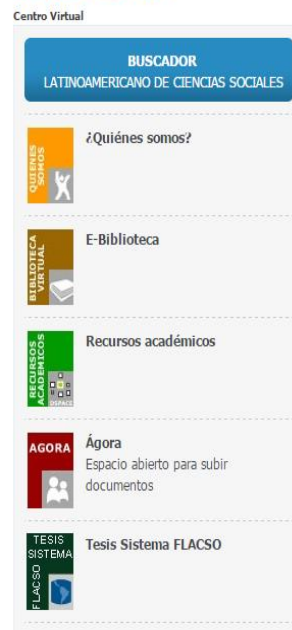 Centro Virtual
BUSCADOR
LATINOAMERICANO DE CIENCIAS SOCIALES
QUIENES
SOMOS
¿Quiénes somos?
BIBLIOTECA
VIRTUAL
E-Biblioteca
RECURSOS
ACADEMICOS
DSPACE
Recursos académicos
AGORA
Ágora
Espacio abierto para subir
documentos
TESIS
SISTEMA
FLACSO
Tesis Sistema FLACSO